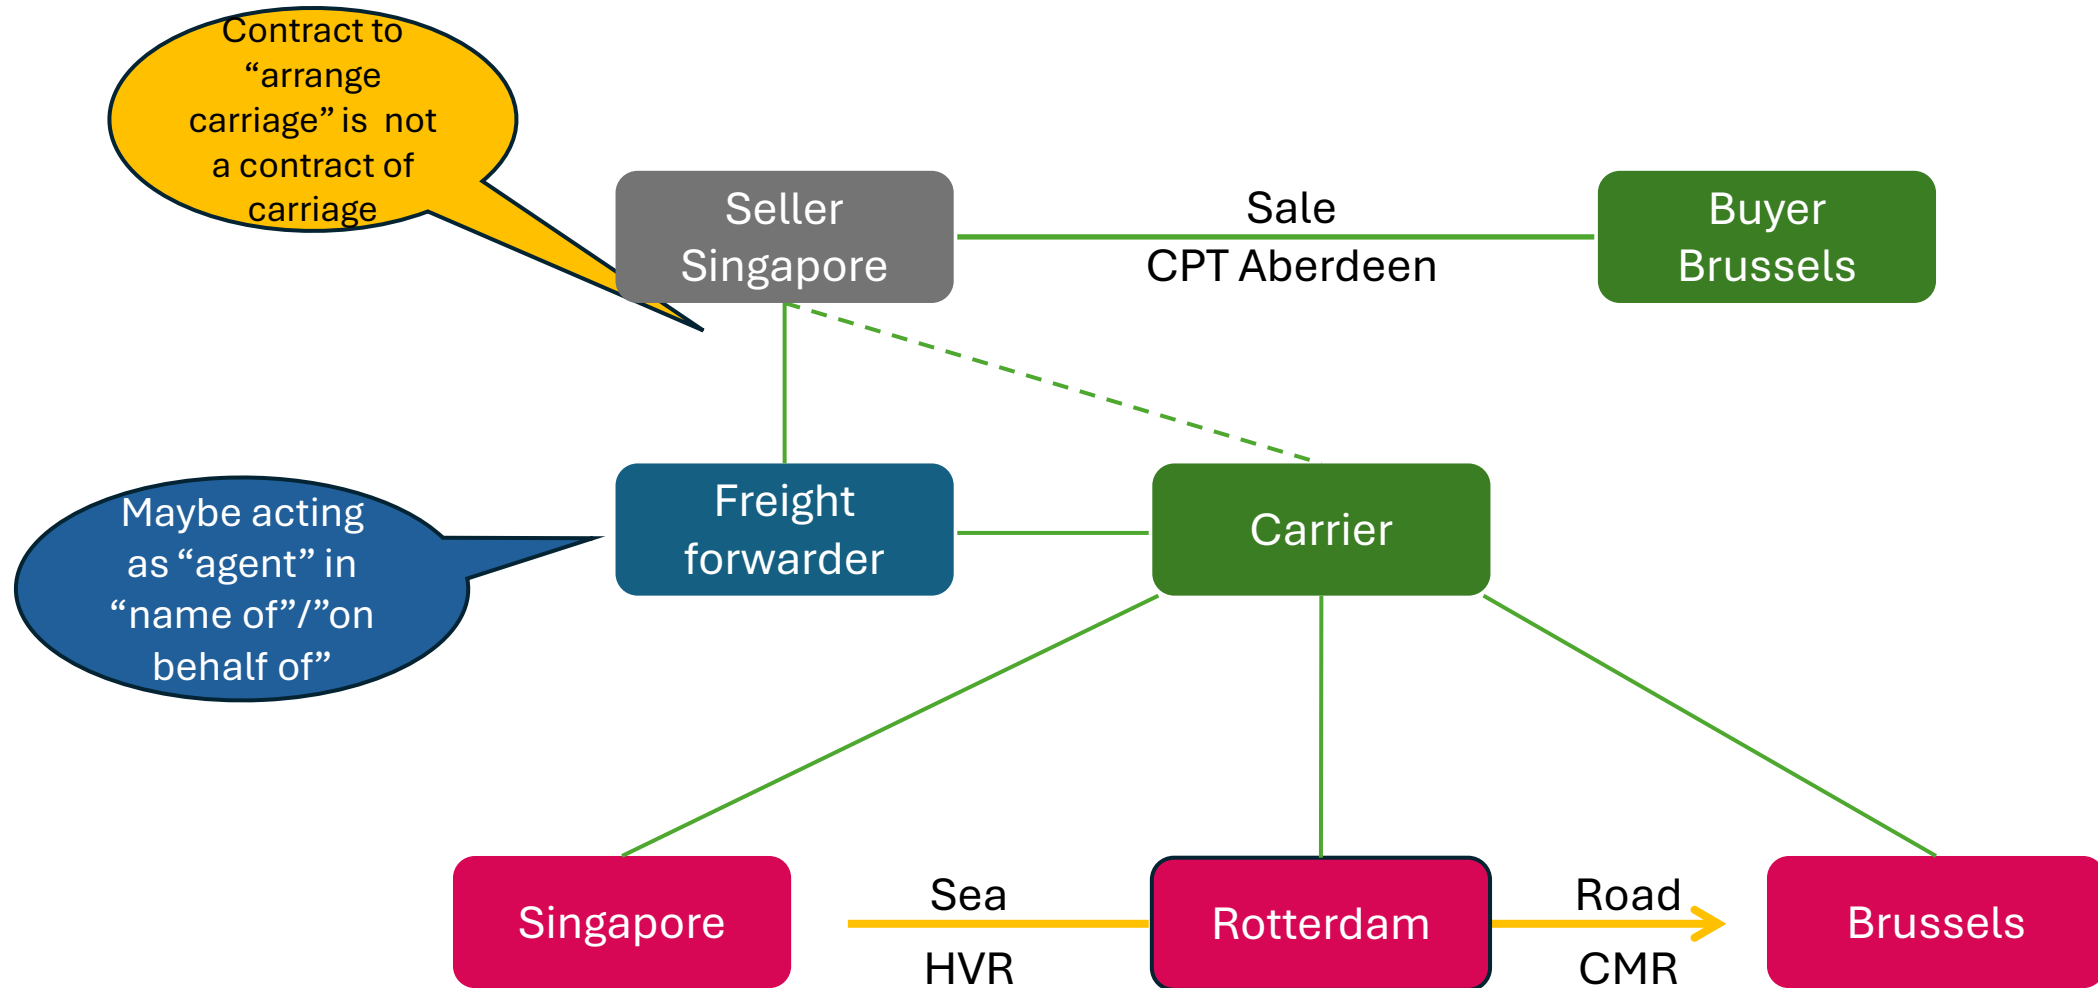 Contract to
“arrange
carriage” is not
a contract of
carriage
Seller
Singapore
Sale
CPT Aberdeen
Buyer
Brussels
Maybe acting
as “agent” in
“name of”/”on
behalf of”
Freight
forwarder
Carrier
Singapore
Sea
HVR
Rotterdam
Road
CMR
Brussels